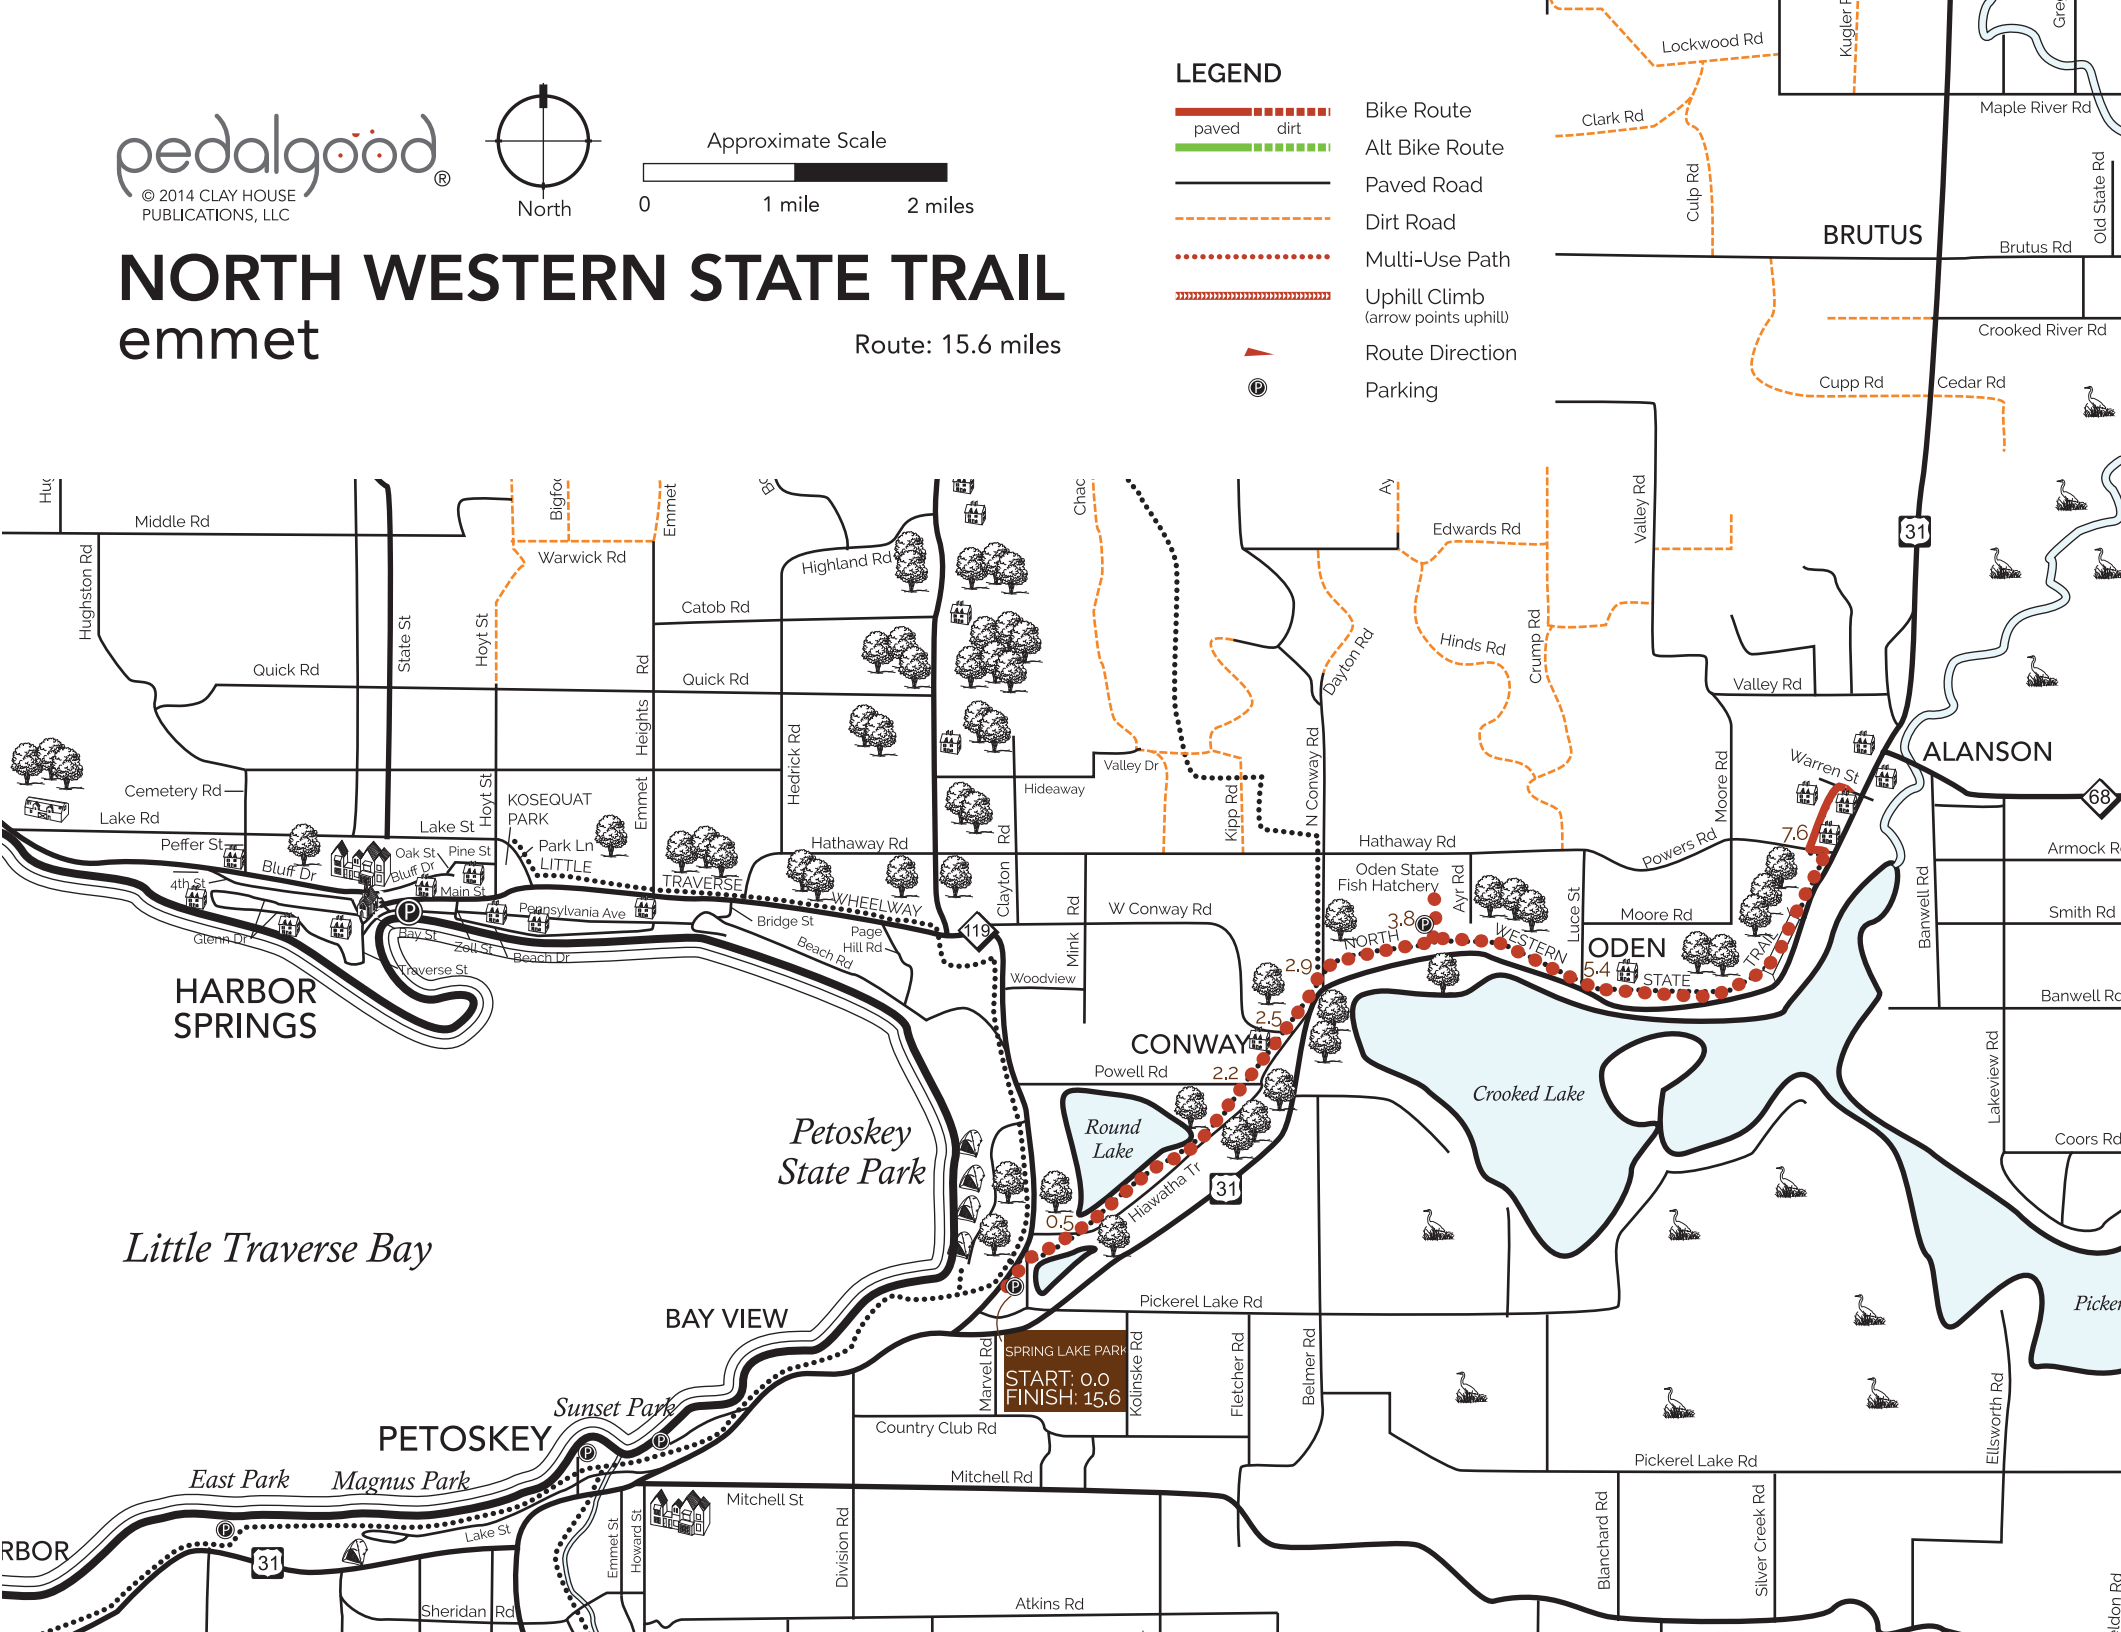 pedalgood®
© 2014 CLAY HOUSE
PUBLICATIONS, LLC
North
Approximate Scale
0
1 mile
2 miles
NORTH WESTERN STATE TRAIL
emmet
Route: 15.6 miles
LEGEND
paved
dirt
Bike Route
Alt Bike Route
Paved Road
Dirt Road
Multi-Use Path
Uphill Climb
(arrow points uphill)
Route Direction
P
Parking
Lockwood Rd
Clark Rd
Culp Rd
Maple River Rd
Old State Rd
BRUTUS
Brutus Rd
Crooked River Rd
Cupp Rd
Cedar Rd
31
Middle Rd
Hughston Rd
State St
Hoyt St
Warwick Rd
Emmet
Highland Rd
Catob Rd
Quick Rd
Quick Rd
Emmet
Heights
Rd
Hedrick Rd
Edwards Rd
Hinds Rd
Crump Rd
Dayton Rd
Valley Rd
Valley Rd
Cemetery Rd
Lake Rd
Peffer St
Bluff Dr
4th St
Glenn Dr
Lake St
Hoyt St
KOSEQUAT
PARK
Park Ln
Oak St
Pine St
Bluff Dr
Main St
Pennsylvania Ave
P
Bay St
Zoll St
Beach Dr
Traverse St
LITTLE
TRAVERSE
WHEELWAY
Hathaway Rd
Bridge St
Beach Rd
Page
Hill Rd
119
HARBOR
SPRINGS
Valley Dr
Hideaway
Clayton
Rd
Kipp Rd
N Conway Rd
Hathaway Rd
Oden State
Fish Hatchery
Ayr Rd
Luce St
Moore Rd
Powers Rd
Moore Rd
Warren St
7.6
ALANSON
68
Banwell Rd
Smith Rd
W Conway Rd
Mink
Rd
Woodview
3.8
P
NORTH
WESTERN
STATE
TRAIL
ODEN
5.4
2.9
2.5
CONWAY
2.2
Powell Rd
Round
Lake
Crooked Lake
Lakeview Rd
Petoskey
State Park
Little Traverse Bay
0.5
Hiawatha Tr
31
P
Pickerel Lake Rd
BAY VIEW
SPRING LAKE PARK
START: 0.0
FINISH: 15.6
Marvel Rd
Kolinske Rd
Fletcher Rd
Belmer Rd
Sunset Park
PETOSKEY
P
P
Country Club Rd
Mitchell Rd
Mitchell St
East Park
Magnus Park
P
Lake St
31
Emmet St
Howard St
Division Rd
Sheridan
Rd
Atkins Rd
Pickerel Lake Rd
Ellsworth Rd
Blanchard Rd
Silver Creek Rd